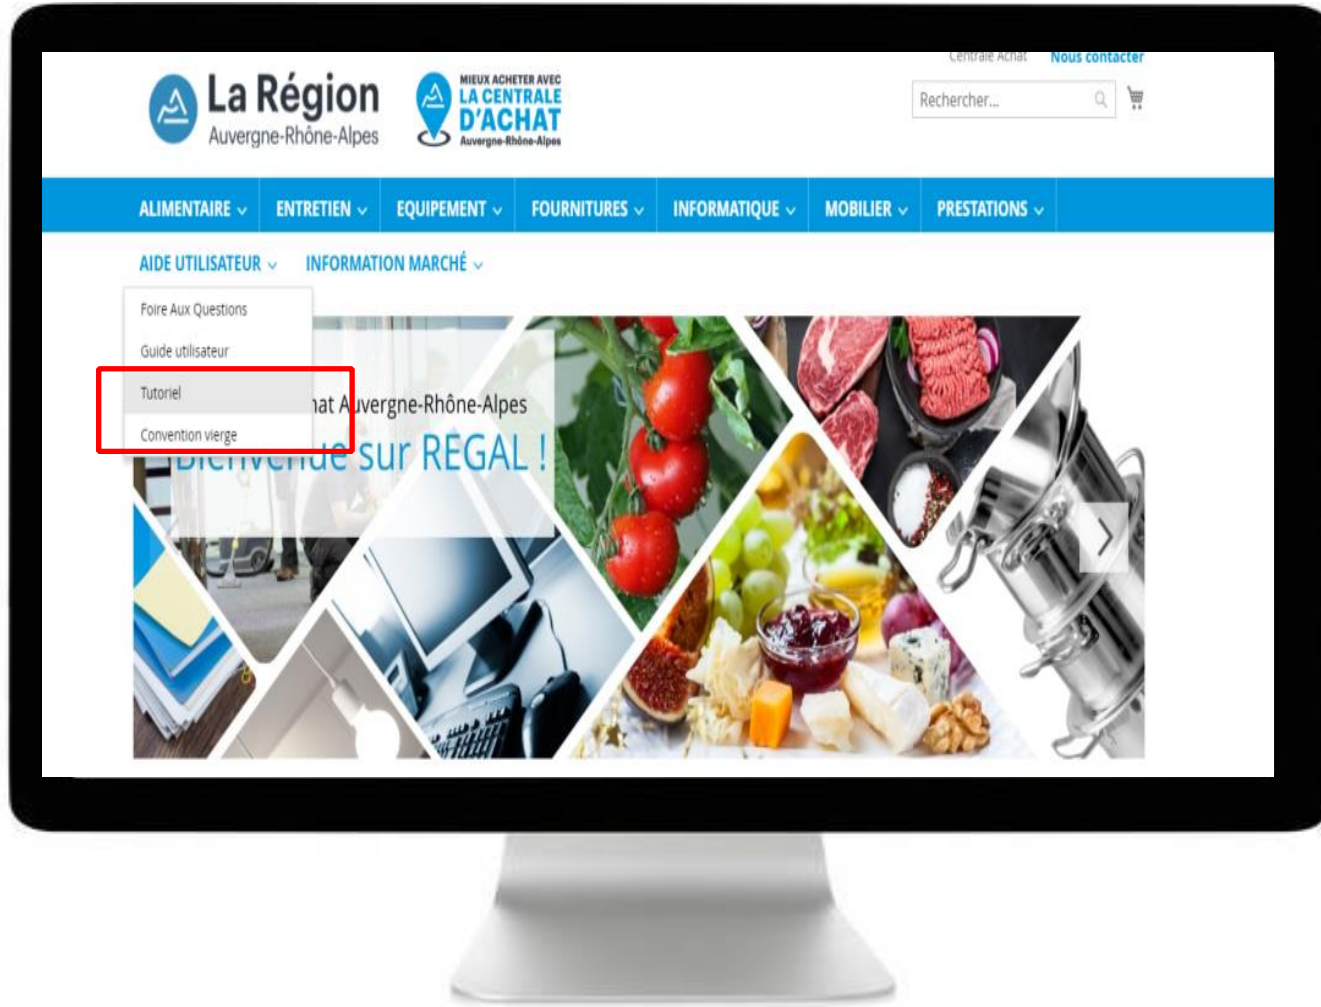 Centrale Achat Nous contacter
La Région
Auvergne-Rhône-Alpes
MIEUX ACHETER AVEC
LA CENTRALE
D'ACHAT
Auvergne-Rhône-Alpes
Rechercher...
ALIMENTAIRE ENTRETIEN EQUIPEMENT FOURNITURES INFORMATIQUE MOBILIER PRESTATIONS
AIDE UTILISATEUR INFORMATION MARCHÉ
Foire Aux Questions
Guide utilisateur
Tutoriel
Convention vierge
hat Auvergne-Rhône-Alpes
Bienvenue sur REGAL !